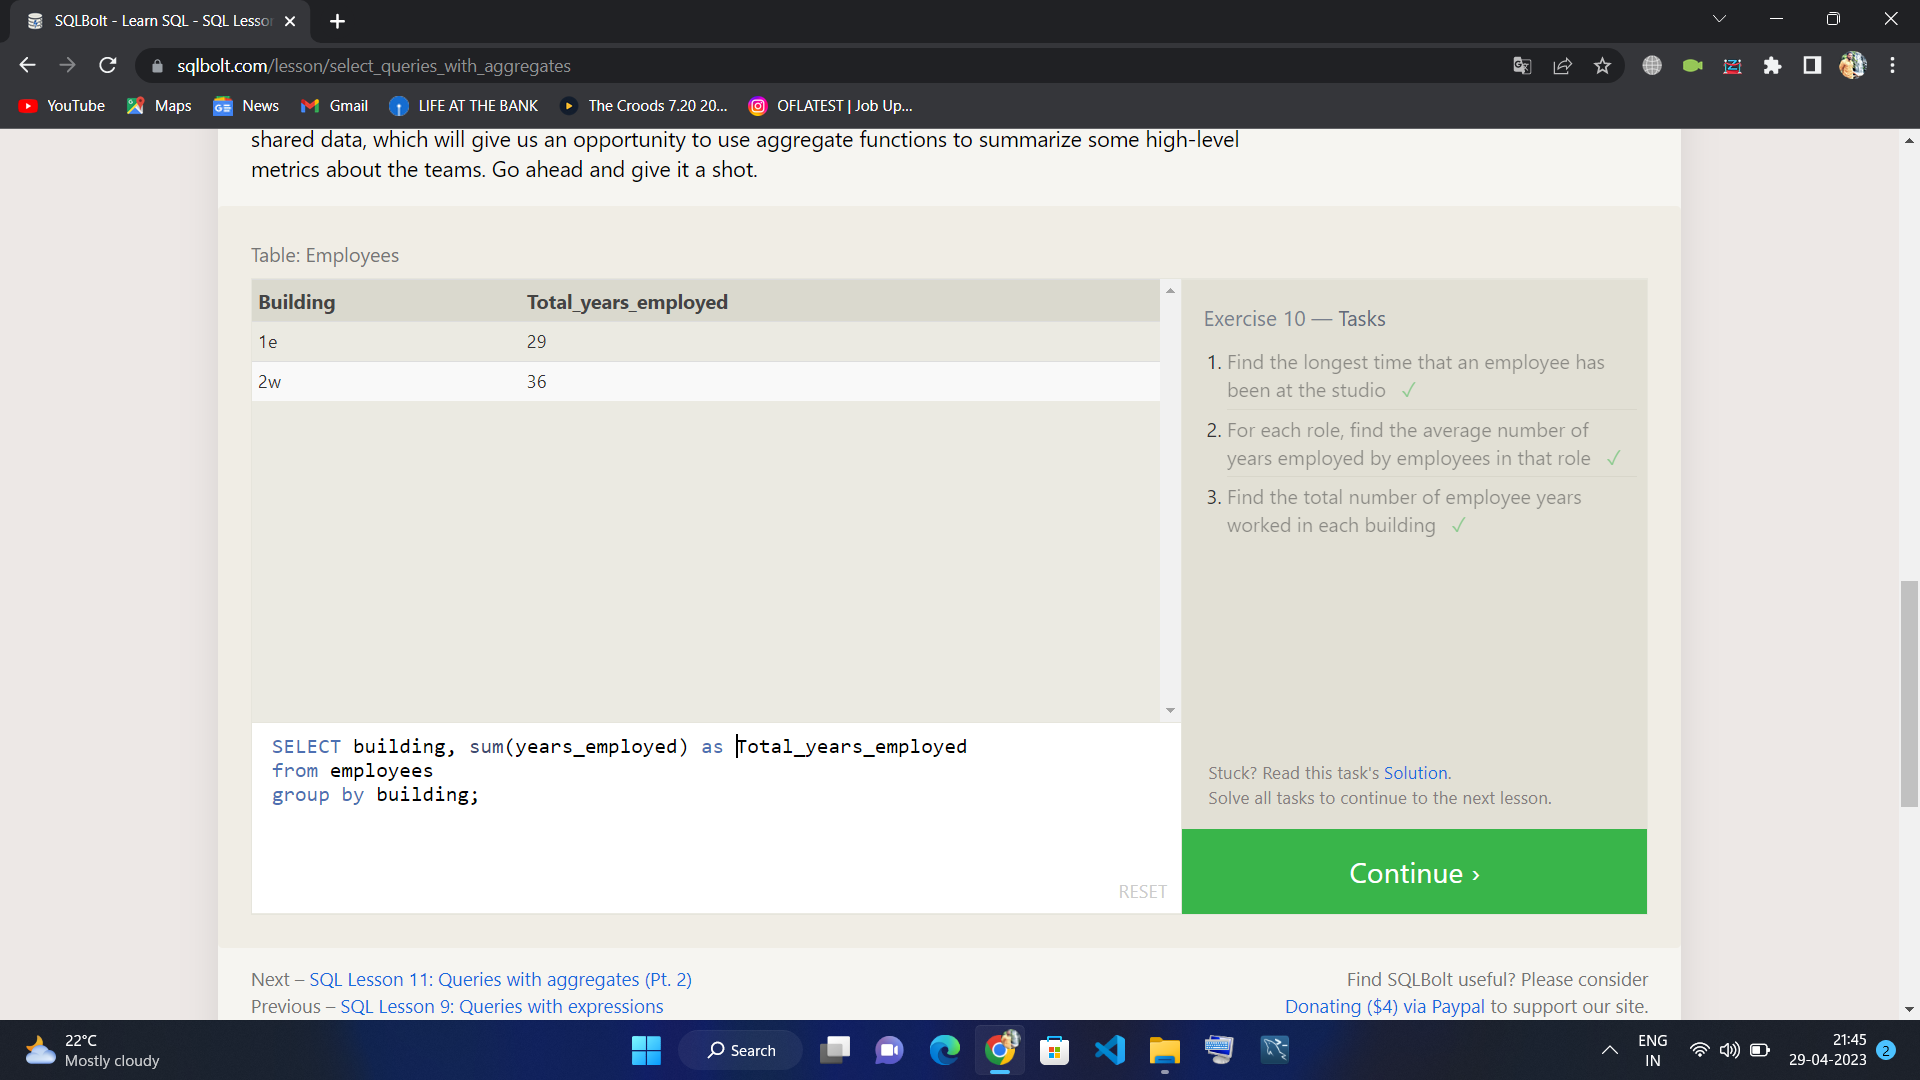 SQLBolt - Learn SQL - SQL Lesso
sqlbolt.com/lesson/select_queries_with_aggregates
YouTube
Maps
News
Gmail
LIFE AT THE BANK
The Croods 7.20 20...
OFLATEST | Job Up...
shared data, which will give us an opportunity to use aggregate functions to summarize some high-level
metrics about the teams. Go ahead and give it a shot.
Table: Employees
Building Total_years_employed
1e 29
2w 36
Exercise 10 — Tasks
1. Find the longest time that an employee has
been at the studio ✓
2. For each role, find the average number of
years employed by employees in that role ✓
3. Find the total number of employee years
worked in each building ✓
SELECT building, sum(years_employed) as Total_years_employed
from employees
group by building;
RESET
Stuck? Read this task's Solution.
Solve all tasks to continue to the next lesson.
Continue ›
Next – SQL Lesson 11: Queries with aggregates (Pt. 2)
Previous – SQL Lesson 9: Queries with expressions
Find SQLBolt useful? Please consider
Donating ($4) via Paypal to support our site.
22°C
Mostly cloudy
Search
ENG
IN
21:45
29-04-2023
2